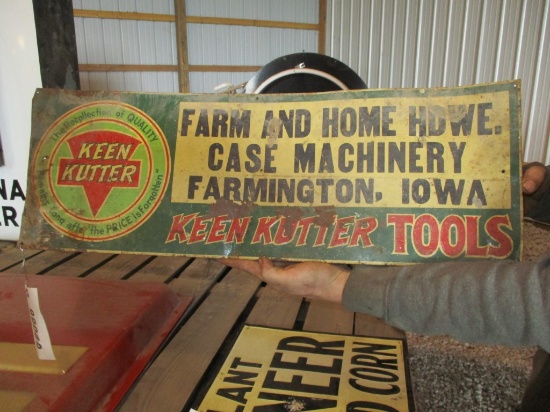 The Recollection of QUALITY
KEEN
KUTTER
Remains Long after the PRICE is Forgotten"
FARM AND HOME HDWE.
CASE MACHINERY
FARMINGTON, IOWA
KEEN KUTTER TOOLS
NA
ER
LANT
NEER
D CORN